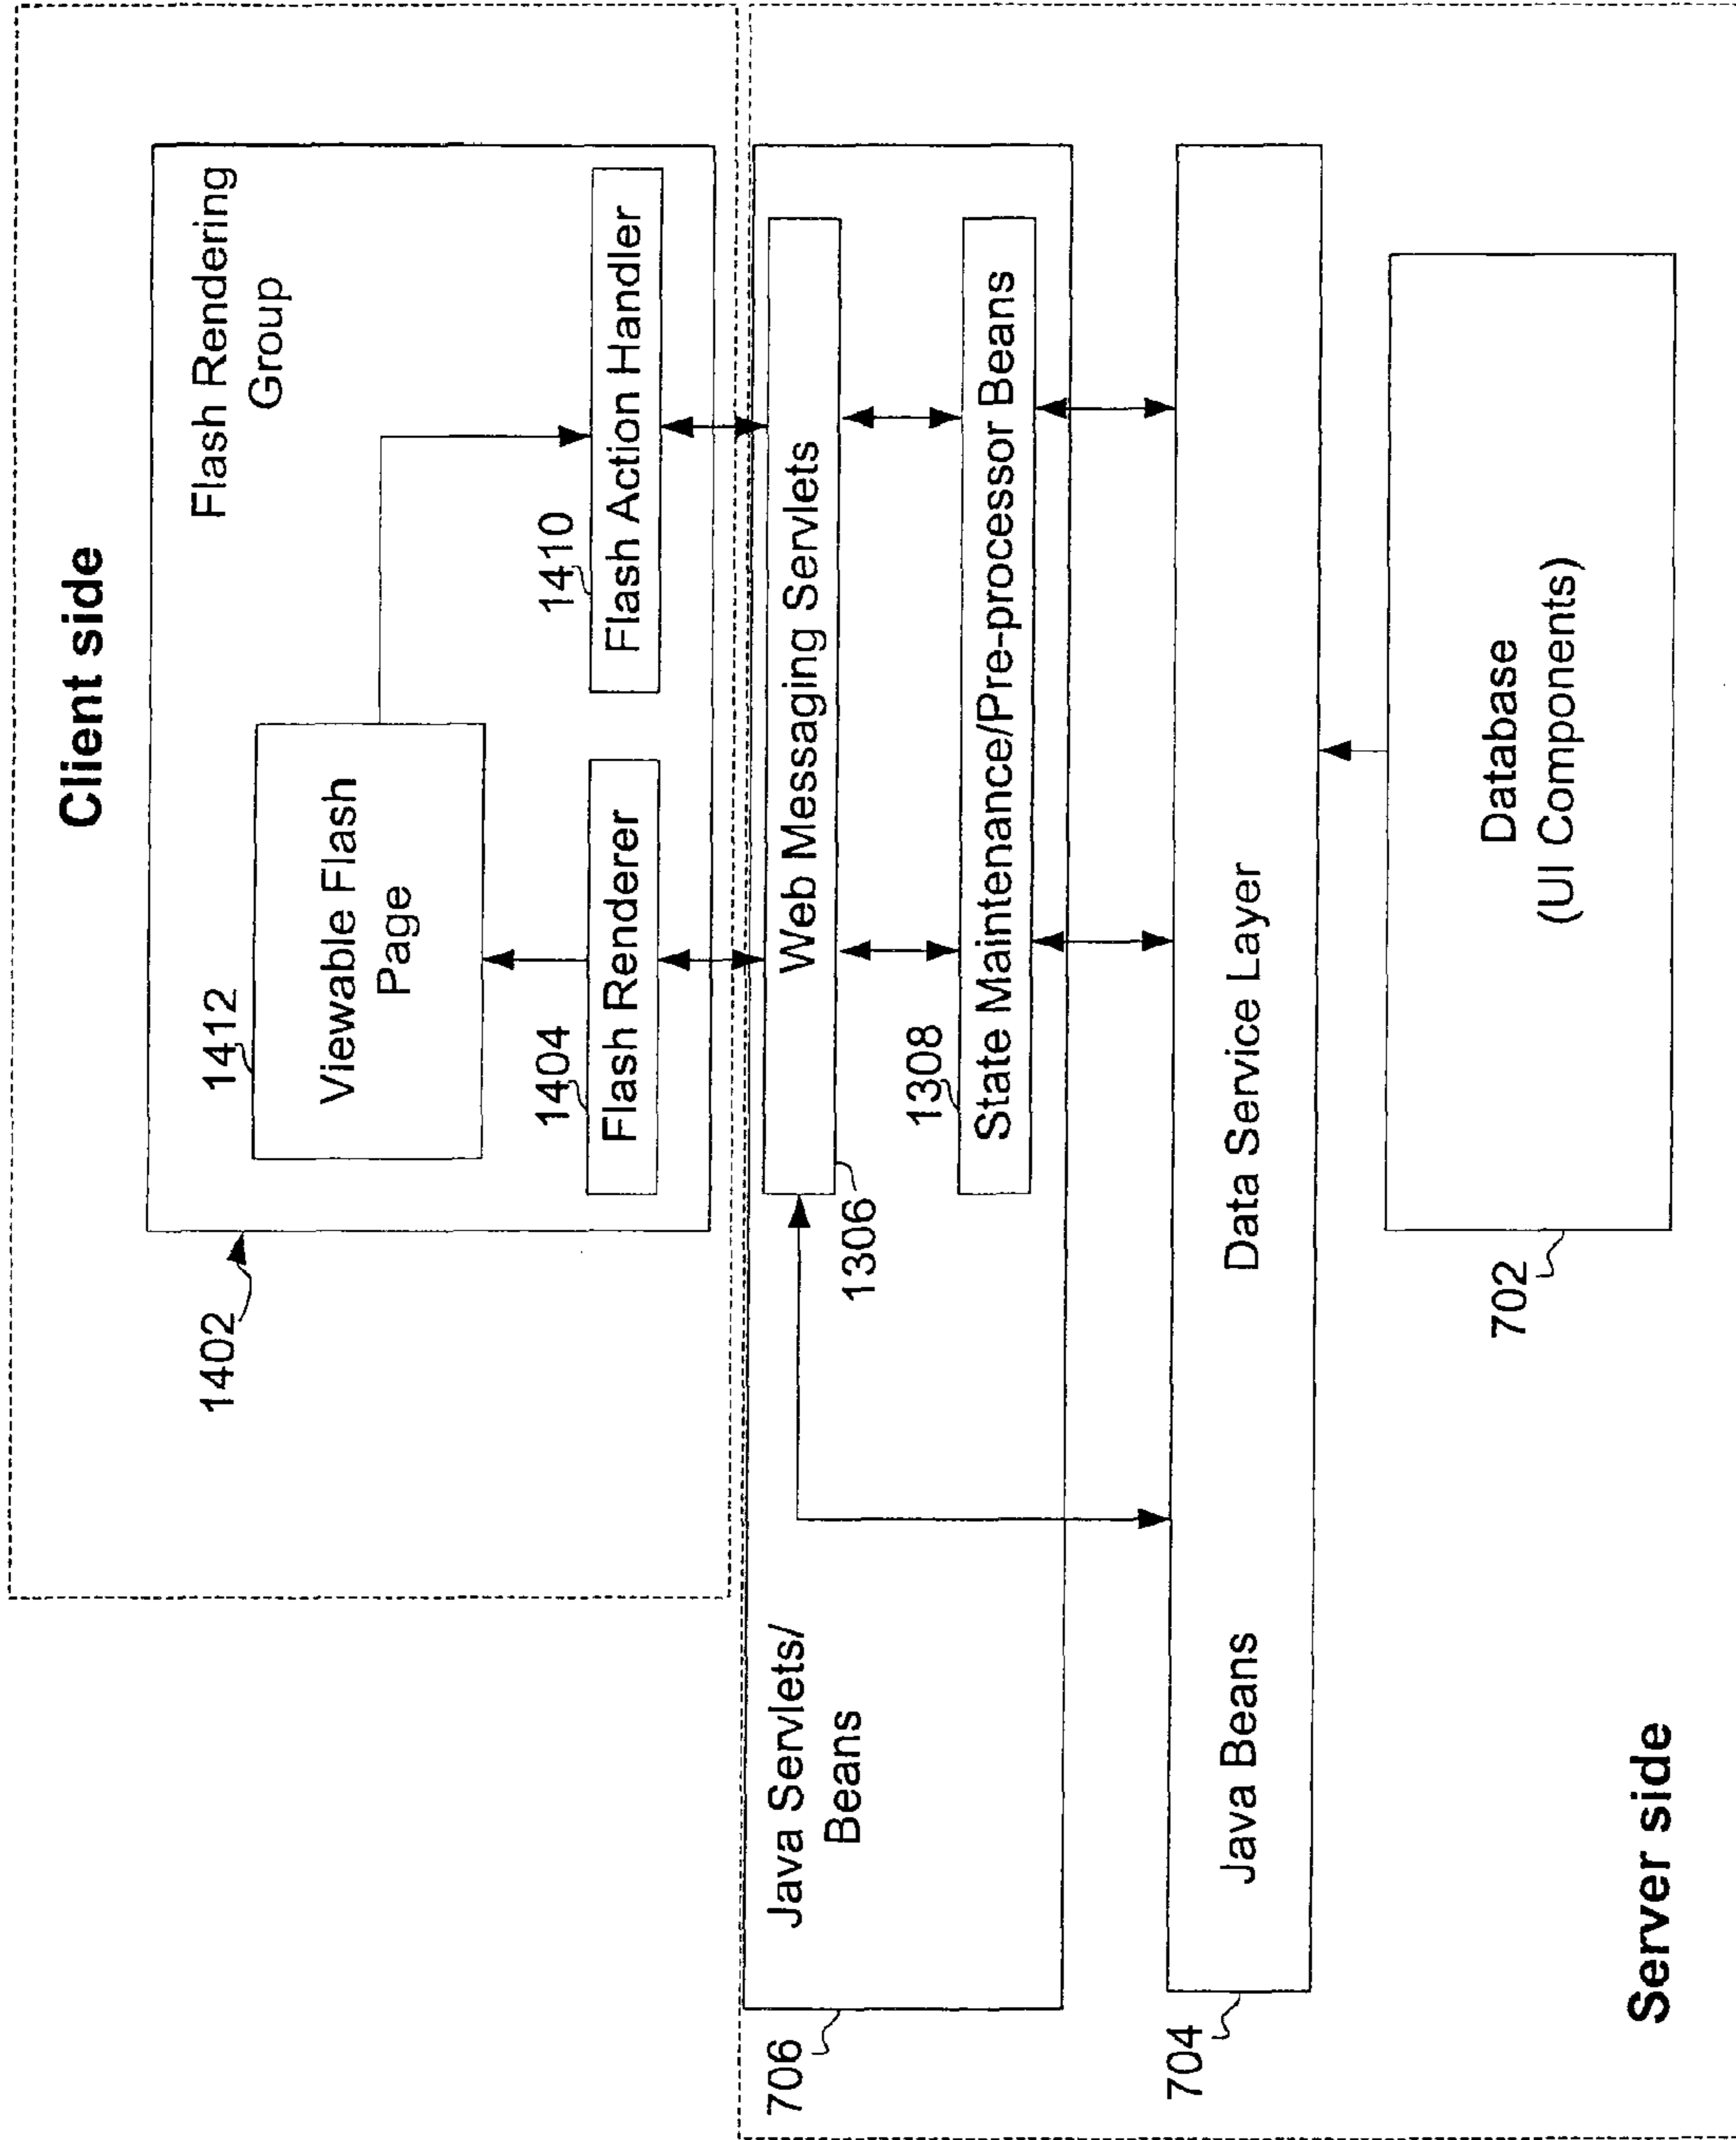 Client side
1402
Flash Rendering
Group
1412
Viewable Flash
Page
1404
Flash Renderer
1410
Flash Action Handler
706
Java Servlets/
Beans
Web Messaging Servlets
1306
1308
State Maintenance/Pre-processor Beans
704
Java Beans
Data Service Layer
702
Database
(UI Components)
Server side